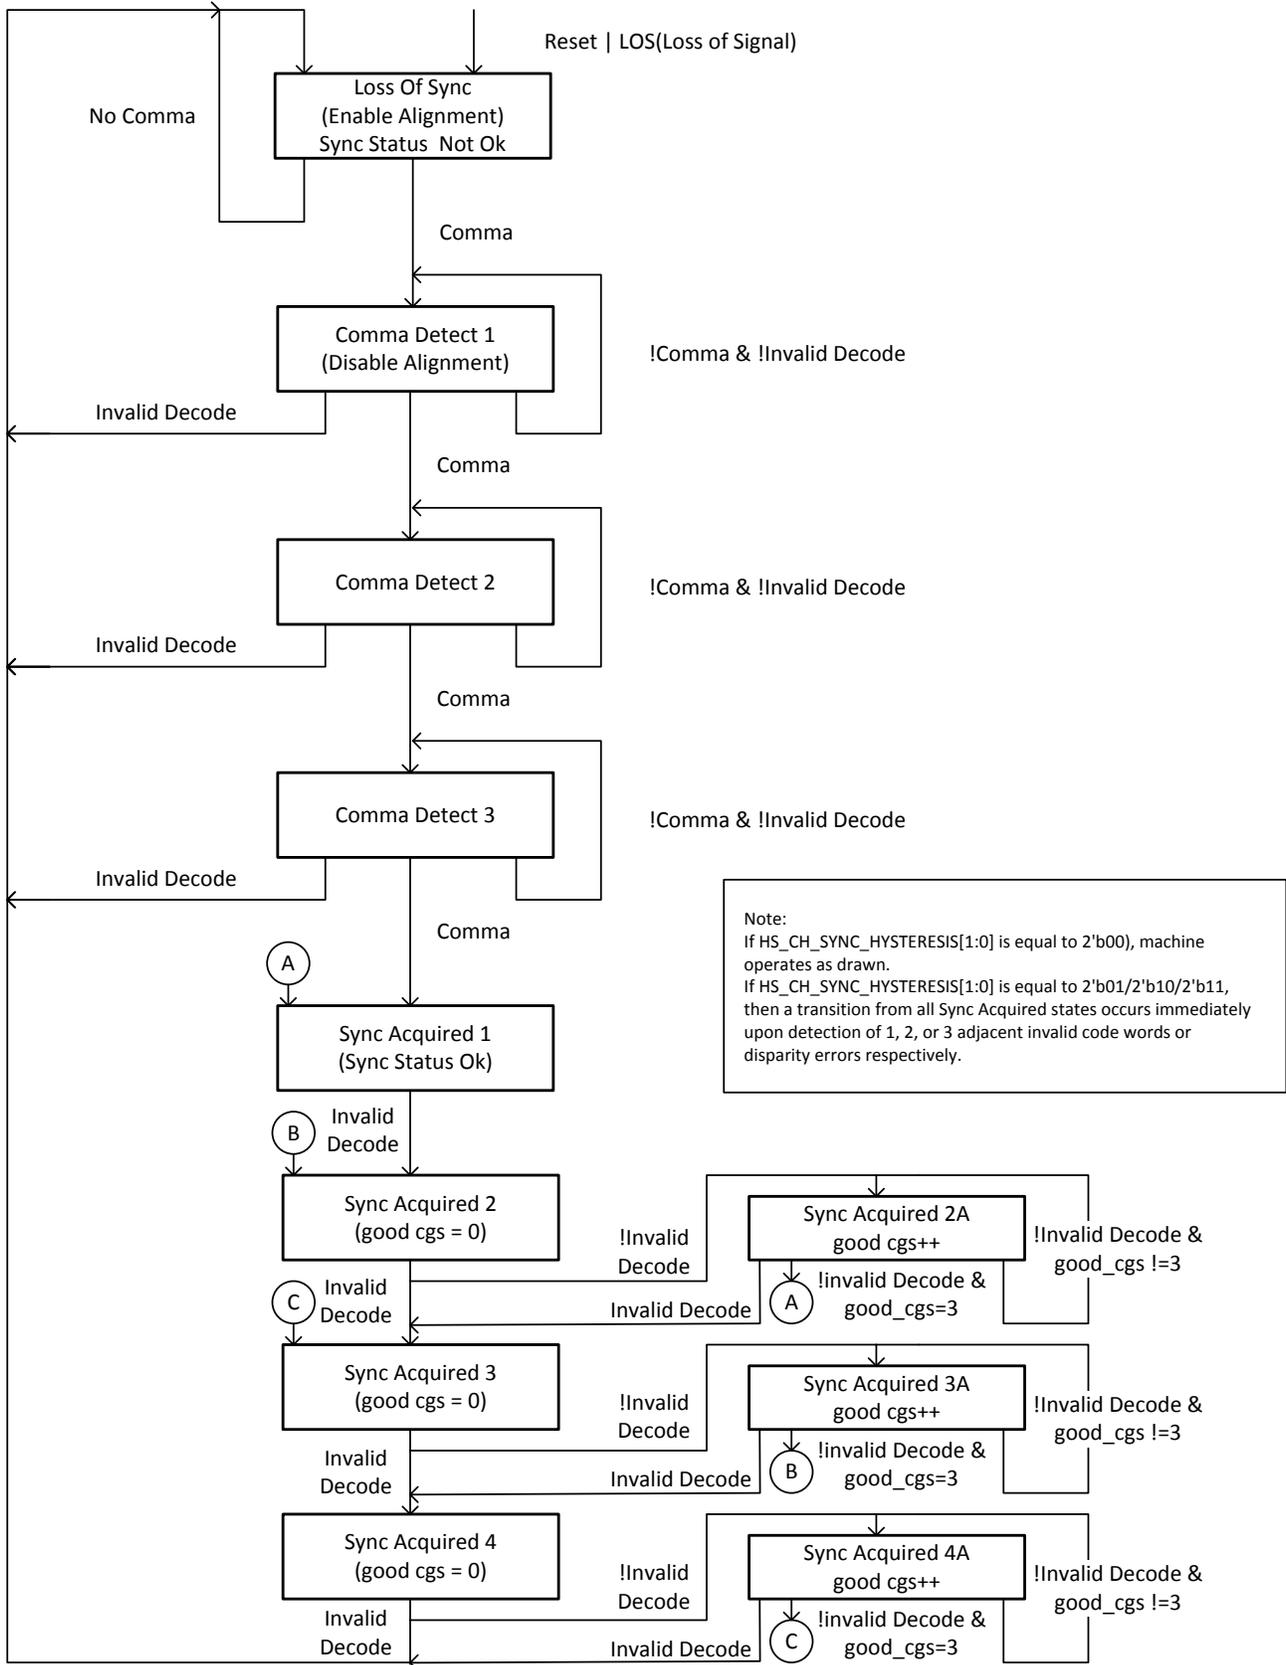 Reset | LOS(Loss of Signal)
Loss Of Sync
(Enable Alignment)
Sync Status  Not Ok
No Comma
Comma
Comma Detect 1
(Disable Alignment)
!Comma & !Invalid Decode
Invalid Decode
Comma
Comma Detect 2
!Comma & !Invalid Decode
Invalid Decode
Comma
Comma Detect 3
!Comma & !Invalid Decode
Invalid Decode
Comma
Note:
If HS_CH_SYNC_HYSTERESIS[1:0] is equal to 2'b00), machine
operates as drawn.
If HS_CH_SYNC_HYSTERESIS[1:0] is equal to 2'b01/2'b10/2'b11,
then a transition from all Sync Acquired states occurs immediately
upon detection of 1, 2, or 3 adjacent invalid code words or
disparity errors respectively.
A
Sync Acquired 1
(Sync Status Ok)
Invalid
Decode
B
Sync Acquired 2
(good cgs = 0)
!Invalid
Decode
Sync Acquired 2A
good cgs++
!Invalid Decode &
good_cgs !=3
C
Invalid
Decode
Invalid Decode
A
!invalid Decode &
good_cgs=3
Sync Acquired 3
(good cgs = 0)
!Invalid
Decode
Sync Acquired 3A
good cgs++
!Invalid Decode &
good_cgs !=3
Invalid
Decode
Invalid Decode
B
!invalid Decode &
good_cgs=3
Sync Acquired 4
(good cgs = 0)
!Invalid
Decode
Sync Acquired 4A
good cgs++
!Invalid Decode &
good_cgs !=3
Invalid
Decode
Invalid Decode
C
!invalid Decode &
good_cgs=3